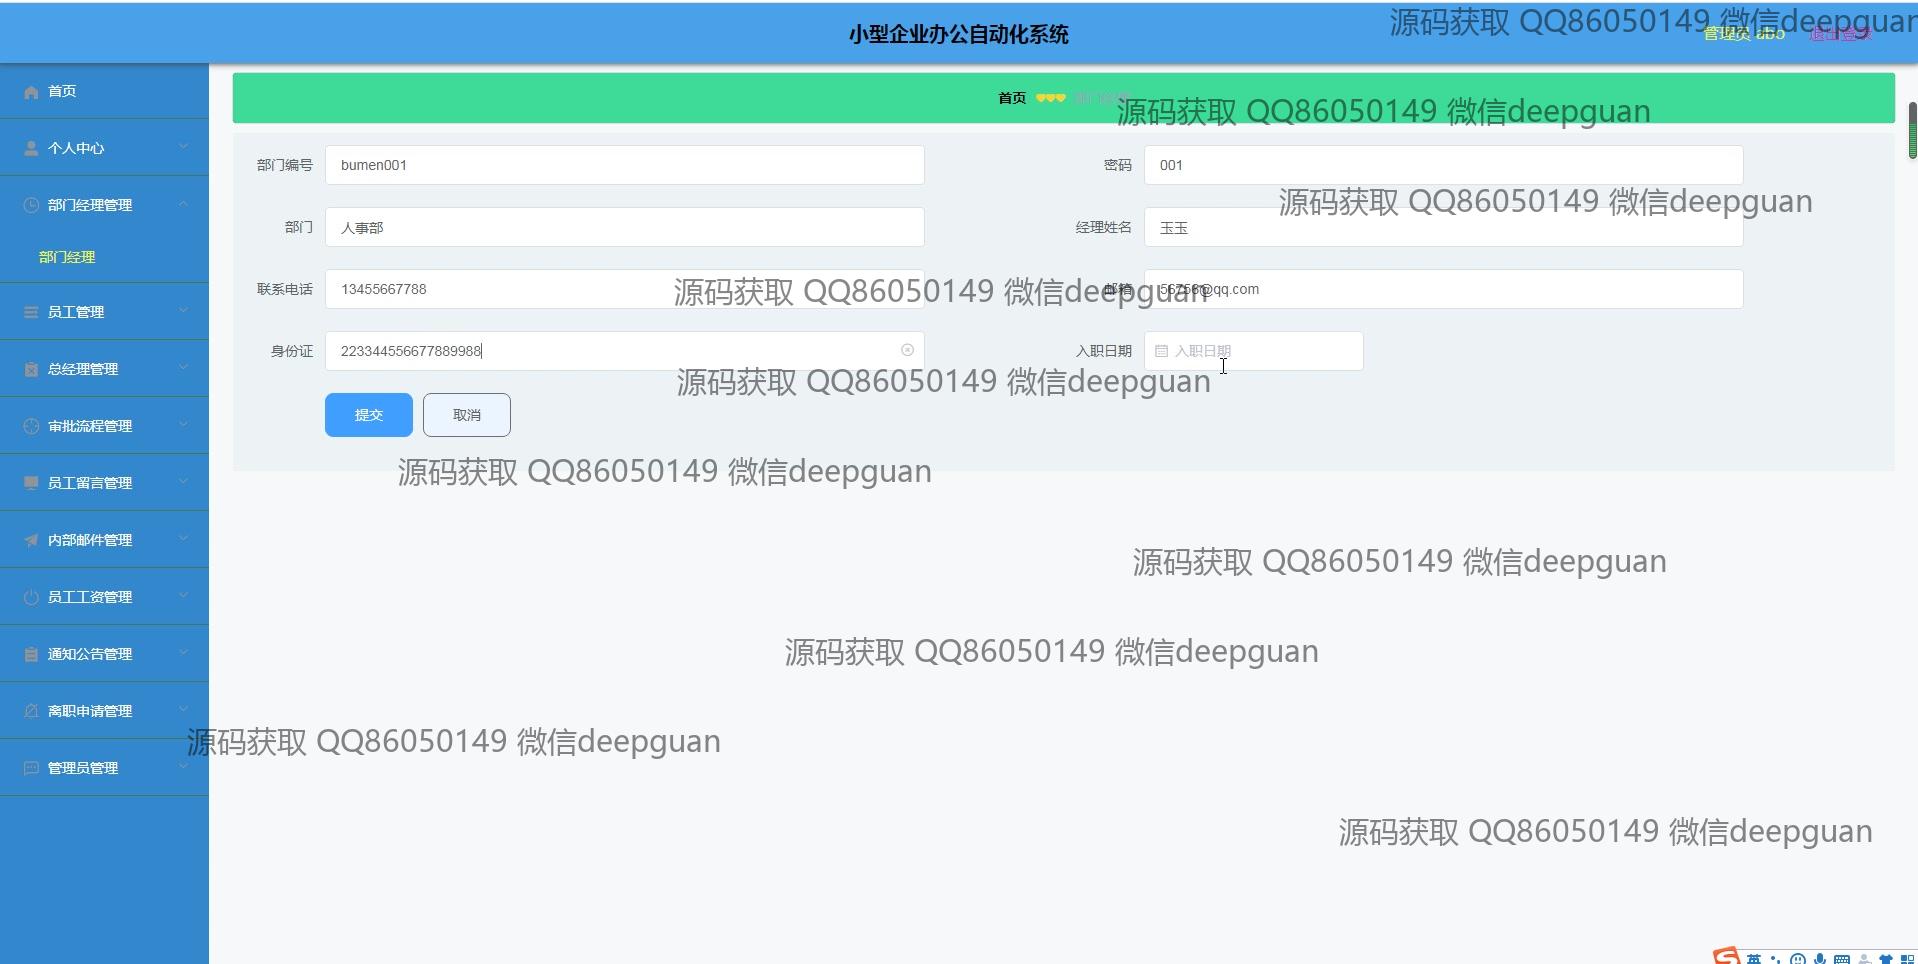 小型企业办公自动化系统
源码获取 QQ86050149 微信deepguan
管理员 abo
退出登录
首页
个人中心
部门经理管理
部门经理
员工管理
总经理管理
审批流程管理
员工留言管理
内部邮件管理
员工工资管理
通知公告管理
离职申请管理
管理员管理
首页
源码获取 QQ86050149 微信deepguan
部门编号 bumen001
密码 001
源码获取 QQ86050149 微信deepguan
部门 人事部
经理姓名 玉玉
联系电话 13455667788
源码获取 QQ86050149 微信deepguan
邮箱 56756@qq.com
身份证 223344556677889988
入职日期 入职日期
源码获取 QQ86050149 微信deepguan
提交
取消
源码获取 QQ86050149 微信deepguan
源码获取 QQ86050149 微信deepguan
源码获取 QQ86050149 微信deepguan
源码获取 QQ86050149 微信deepguan
源码获取 QQ86050149 微信deepguan
英